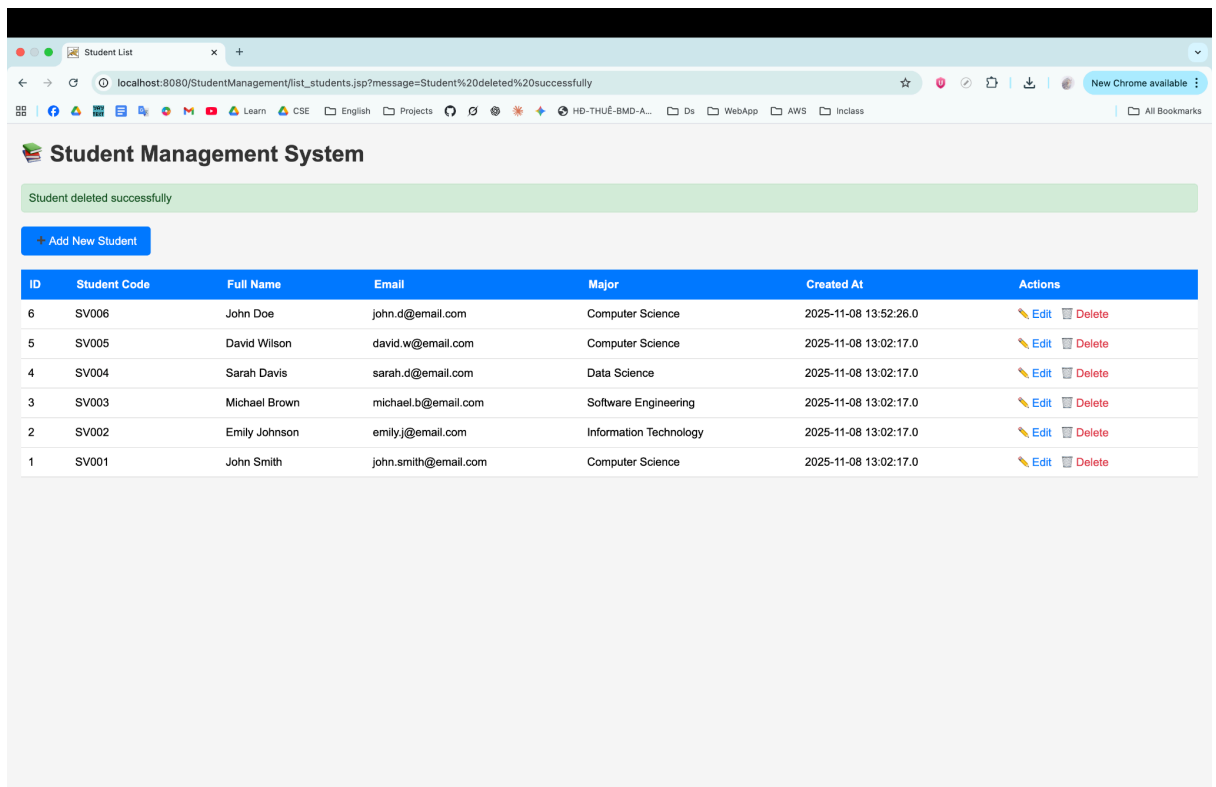 Student List
localhost:8080/StudentManagement/list_students.jsp?message=Student%20deleted%20successfully
New Chrome available
Learn CSE English Projects HĐ-THUÊ-BMD-A... Ds WebApp AWS Inclass All Bookmarks
Student Management System
Student deleted successfully
Add New Student
ID Student Code Full Name Email Major Created At Actions
6 SV006 John Doe john.d@email.com Computer Science 2025-11-08 13:52:26.0 Edit Delete
5 SV005 David Wilson david.w@email.com Computer Science 2025-11-08 13:02:17.0 Edit Delete
4 SV004 Sarah Davis sarah.d@email.com Data Science 2025-11-08 13:02:17.0 Edit Delete
3 SV003 Michael Brown michael.b@email.com Software Engineering 2025-11-08 13:02:17.0 Edit Delete
2 SV002 Emily Johnson emily.j@email.com Information Technology 2025-11-08 13:02:17.0 Edit Delete
1 SV001 John Smith john.smith@email.com Computer Science 2025-11-08 13:02:17.0 Edit Delete